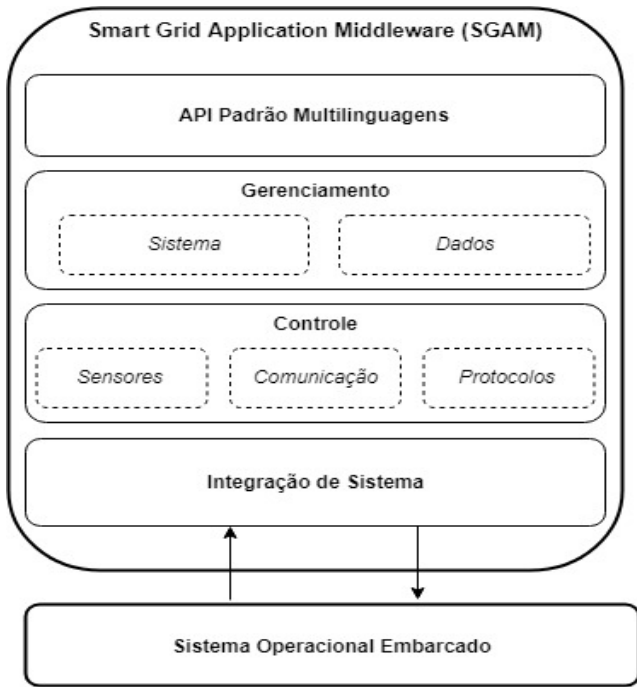 Smart Grid Application Middleware (SGAM)
API Padrão Multilinguagens
Gerenciamento
Sistema
Dados
Controle
Sensores
Comunicação
Protocolos
Integração de Sistema
Sistema Operacional Embarcado